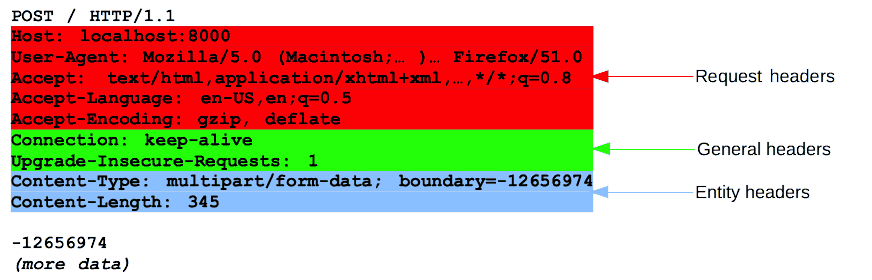 POST / HTTP/1.1
Host: localhost:8000
User-Agent: Mozilla/5.0 (Macintosh;… )… Firefox/51.0
Accept: text/html,application/xhtml+xml,…,*/*;q=0.8
Accept-Language: en-US,en;q=0.5
Accept-Encoding: gzip, deflate
Connection: keep-alive
Upgrade-Insecure-Requests: 1
Content-Type: multipart/form-data; boundary=-12656974
Content-Length: 345
-12656974
(more data)
Request headers
General headers
Entity headers